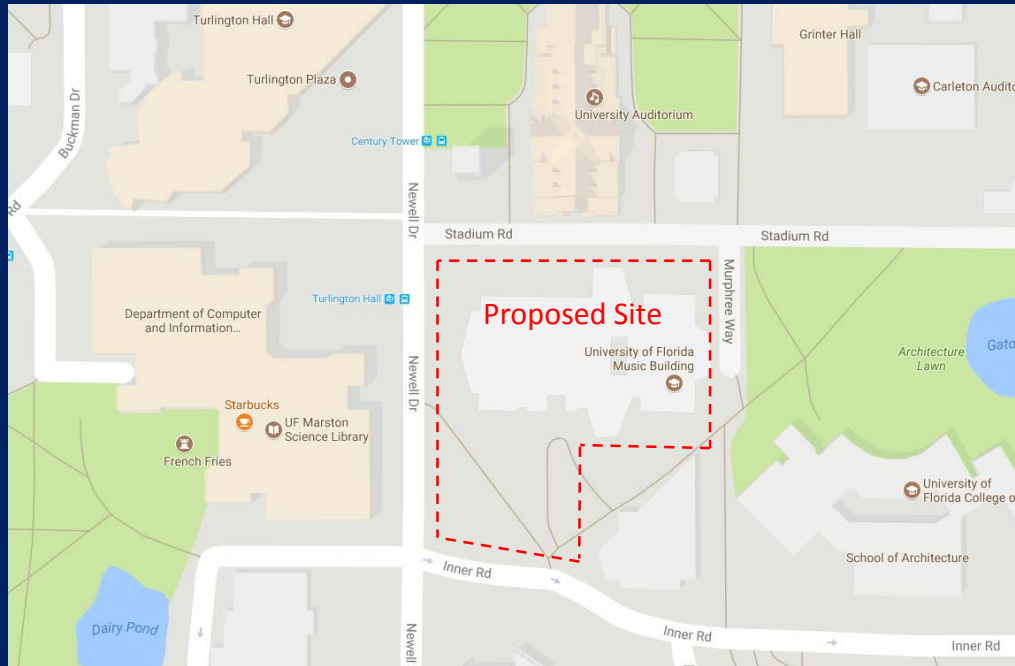 Turlington Hall
Grinter Hall
Turlington Plaza
Carleton Audito
University Auditorium
Buckman Dr
Century Tower
Newell Dr
Rd
Stadium Rd
Stadium Rd
Murphree Way
Turlington Hall
Proposed Site
Department of Computer
and Information...
University of Florida
Music Building
Architecture
Lawn
Gato
Newell Dr
Starbucks
UF Marston
Science Library
French Fries
University of
Florida College o
School of Architecture
Inner Rd
Dairy Pond
Newell
Inner Rd
Inner Rd